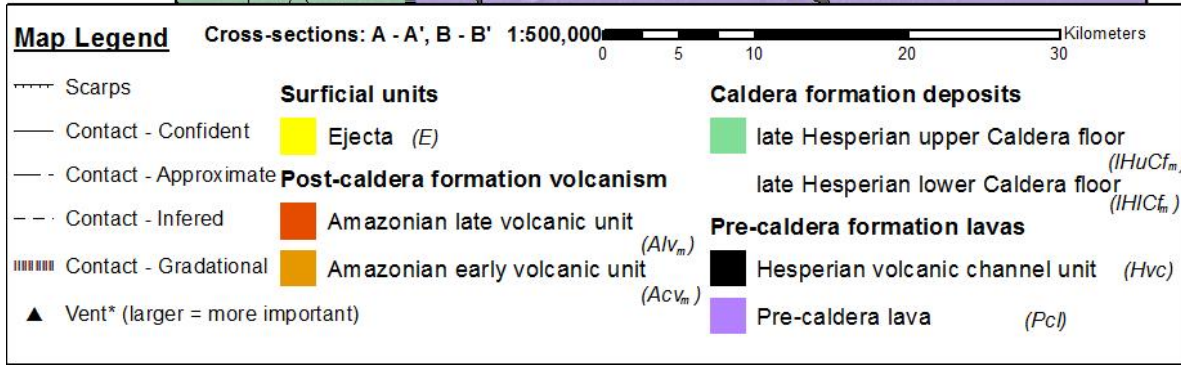 Map Legend
Cross-sections: A - A', B - B' 1:500,000
Kilometers
0 5 10 20 30
Scarps
Contact - Confident
Contact - Approximate
Contact - Infered
Contact - Gradational
Vent* (larger = more important)
Surficial units
Ejecta (E)
Post-caldera formation volcanism
Amazonian late volcanic unit
(Alvm)
Amazonian early volcanic unit
(Acvm)
Caldera formation deposits
late Hesperian upper Caldera floor
(lHuCfm)
late Hesperian lower Caldera floor
(lHlCfm)
Pre-caldera formation lavas
Hesperian volcanic channel unit (Hvc)
Pre-caldera lava (Pcl)